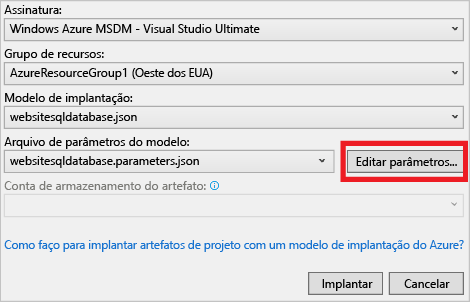 Assinatura:
Windows Azure MSDM - Visual Studio Ultimate
Grupo de recursos:
AzureResourceGroup1 (Oeste dos EUA)
Modelo de implantação:
websitesqldatabase.json
Arquivo de parâmetros do modelo:
websitesqldatabase.parameters.json
Editar parâmetros...
Conta de armazenamento do artefato:
Como faço para implantar artefatos de projeto com um modelo de implantação do Azure?
Implantar
Cancelar